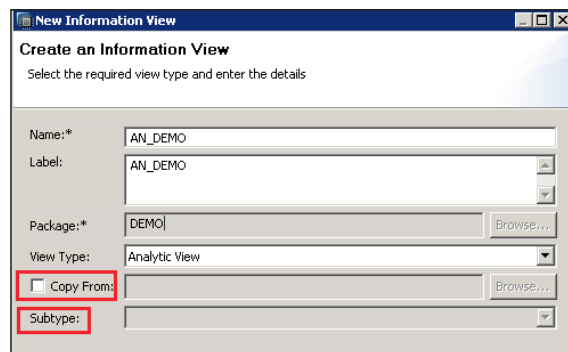 New Information View
Create an Information View
Select the required view type and enter the details
Name:* AN_DEMO
Label: AN_DEMO
Package:* DEMO Browse...
View Type: Analytic View
Copy From: Browse...
Subtype: